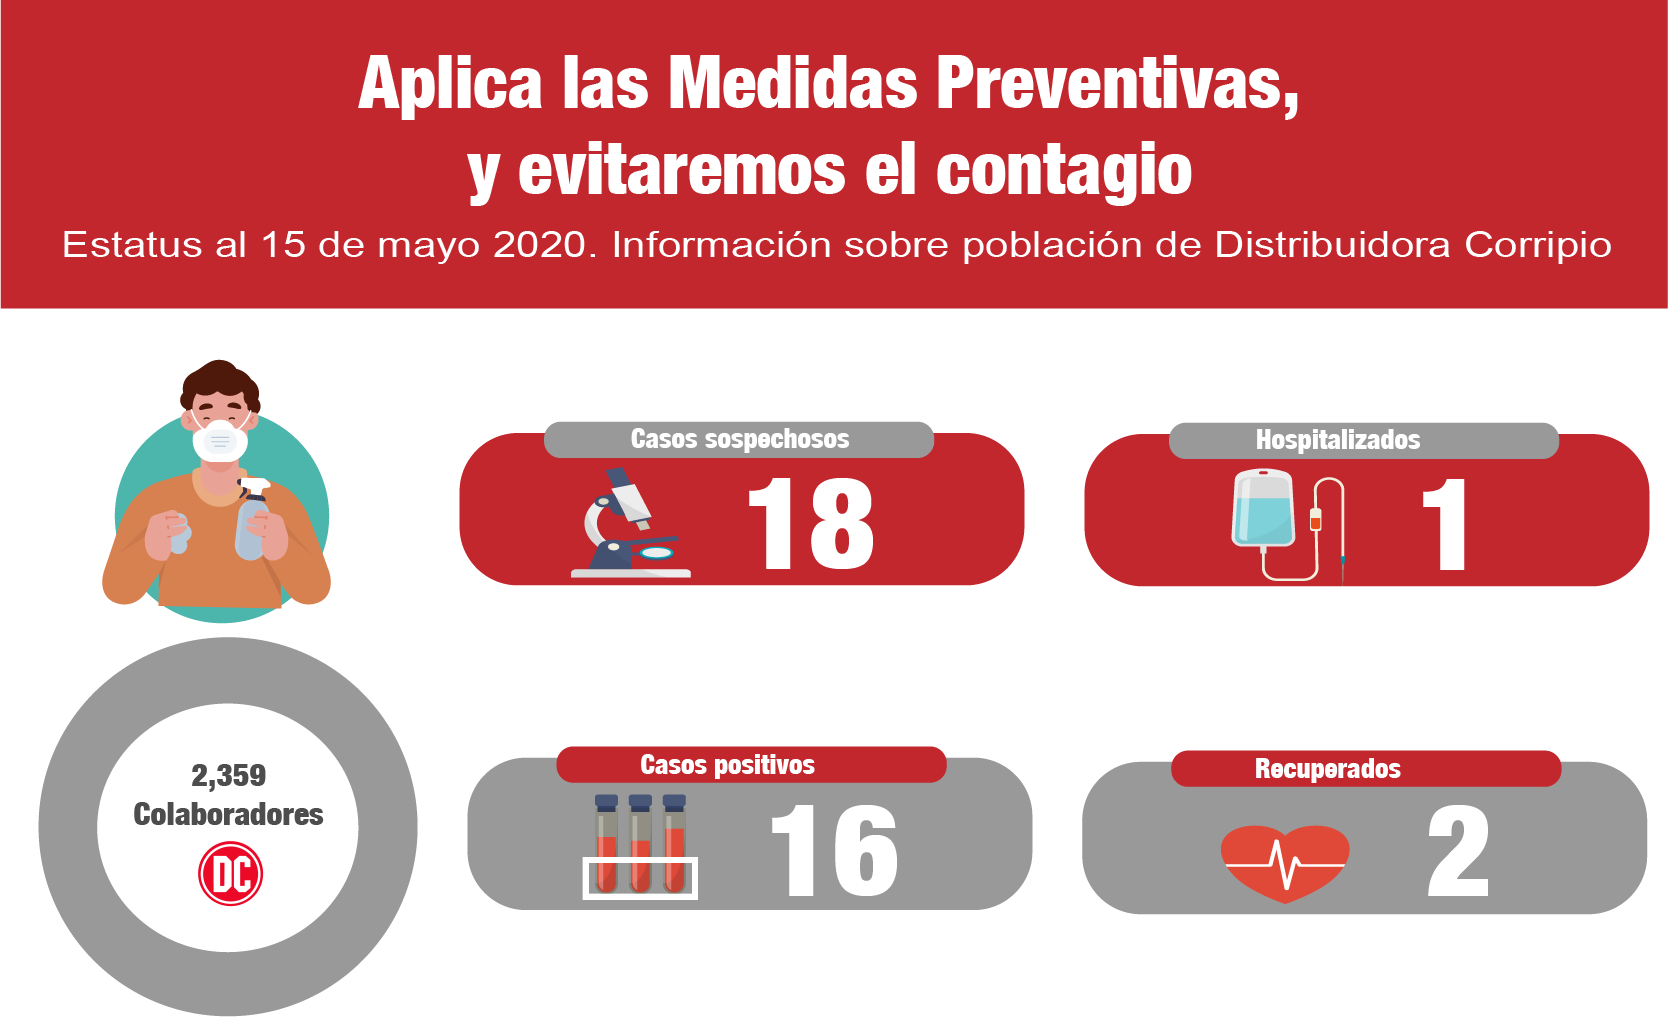 Aplica las Medidas Preventivas,
y evitaremos el contagio
Estatus al 15 de mayo 2020. Información sobre población de Distribuidora Corripio
Casos sospechosos
18
Hospitalizados
1
2,359
Colaboradores
DC
Casos positivos
16
Recuperados
2